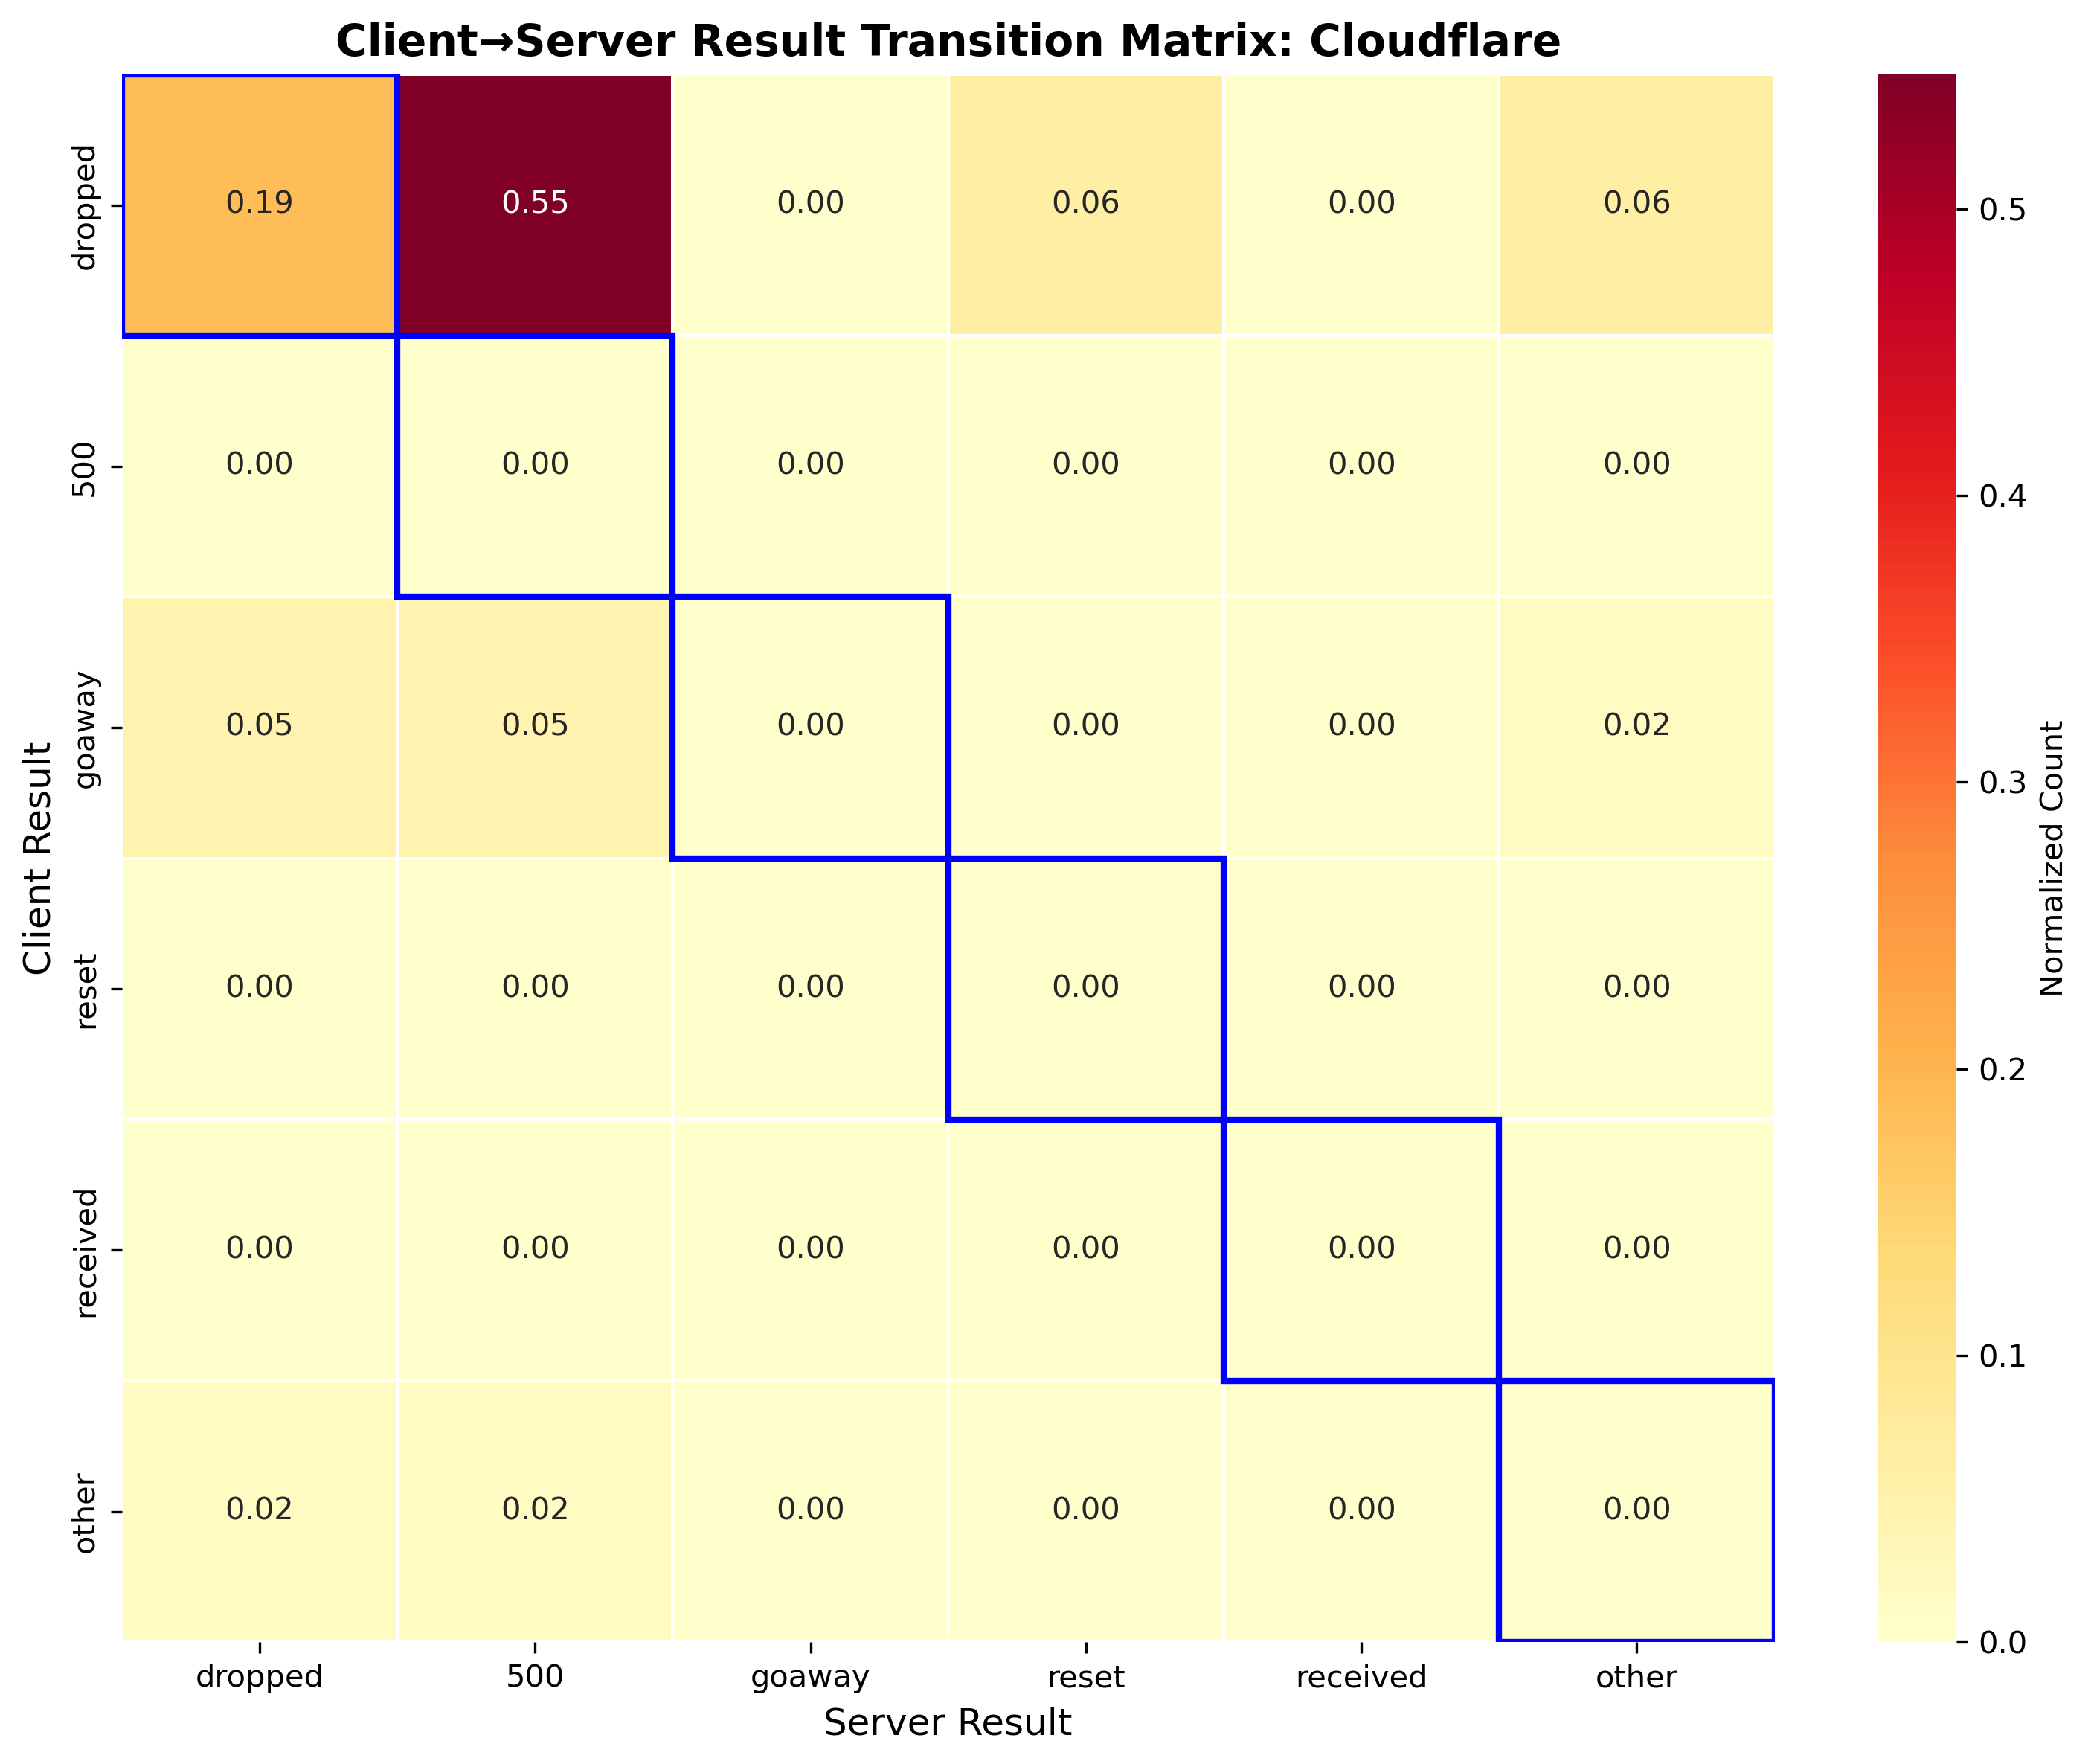 Client→Server Result Transition Matrix: Cloudflare
dropped
0.19 0.55 0.00 0.06 0.00 0.06
500
0.00 0.00 0.00 0.00 0.00 0.00
goaway
0.05 0.05 0.00 0.00 0.00 0.02
reset
0.00 0.00 0.00 0.00 0.00 0.00
received
0.00 0.00 0.00 0.00 0.00 0.00
other
0.02 0.02 0.00 0.00 0.00 0.00
Client Result
dropped 500 goaway reset received other
Server Result
0.5
0.4
0.3
0.2
0.1
0.0
Normalized Count